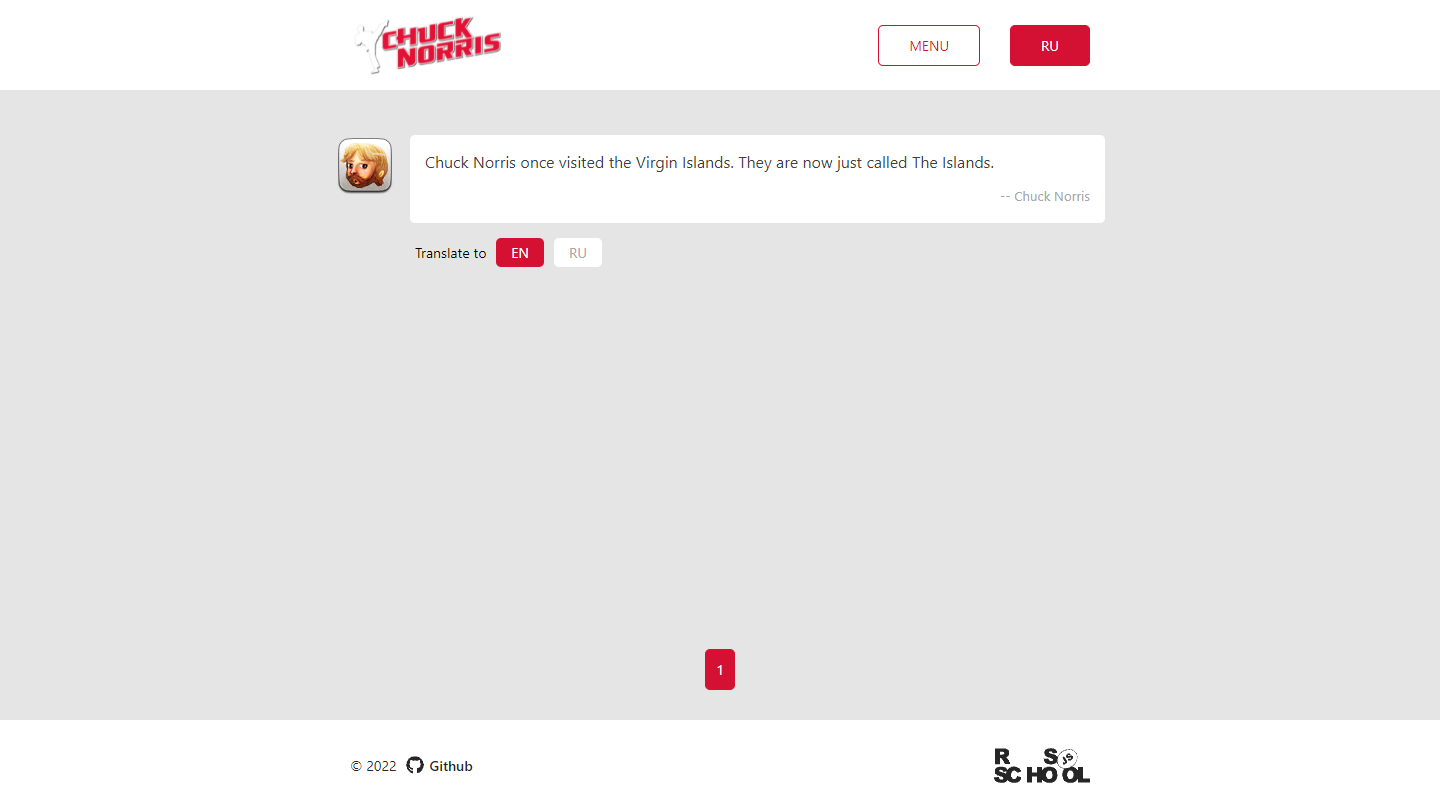 CHUCK
NORRIS
MENU
RU
Chuck Norris once visited the Virgin Islands. They are now just called The Islands.
-- Chuck Norris
Translate to EN RU
1
© 2022 Github
R S JS
SCHOOL